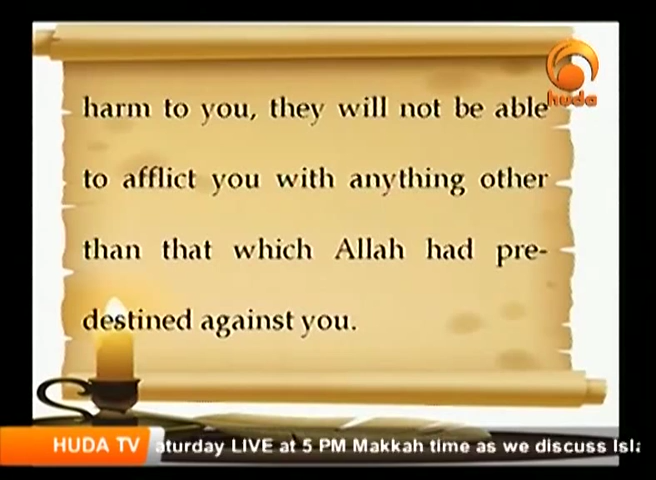 harm to you, they will not be able
to afflict you with anything other
than that which Allah had pre-
destined against you.
huda
HUDA TV
aturday LIVE at 5 PM Makkah time as we discuss Isl